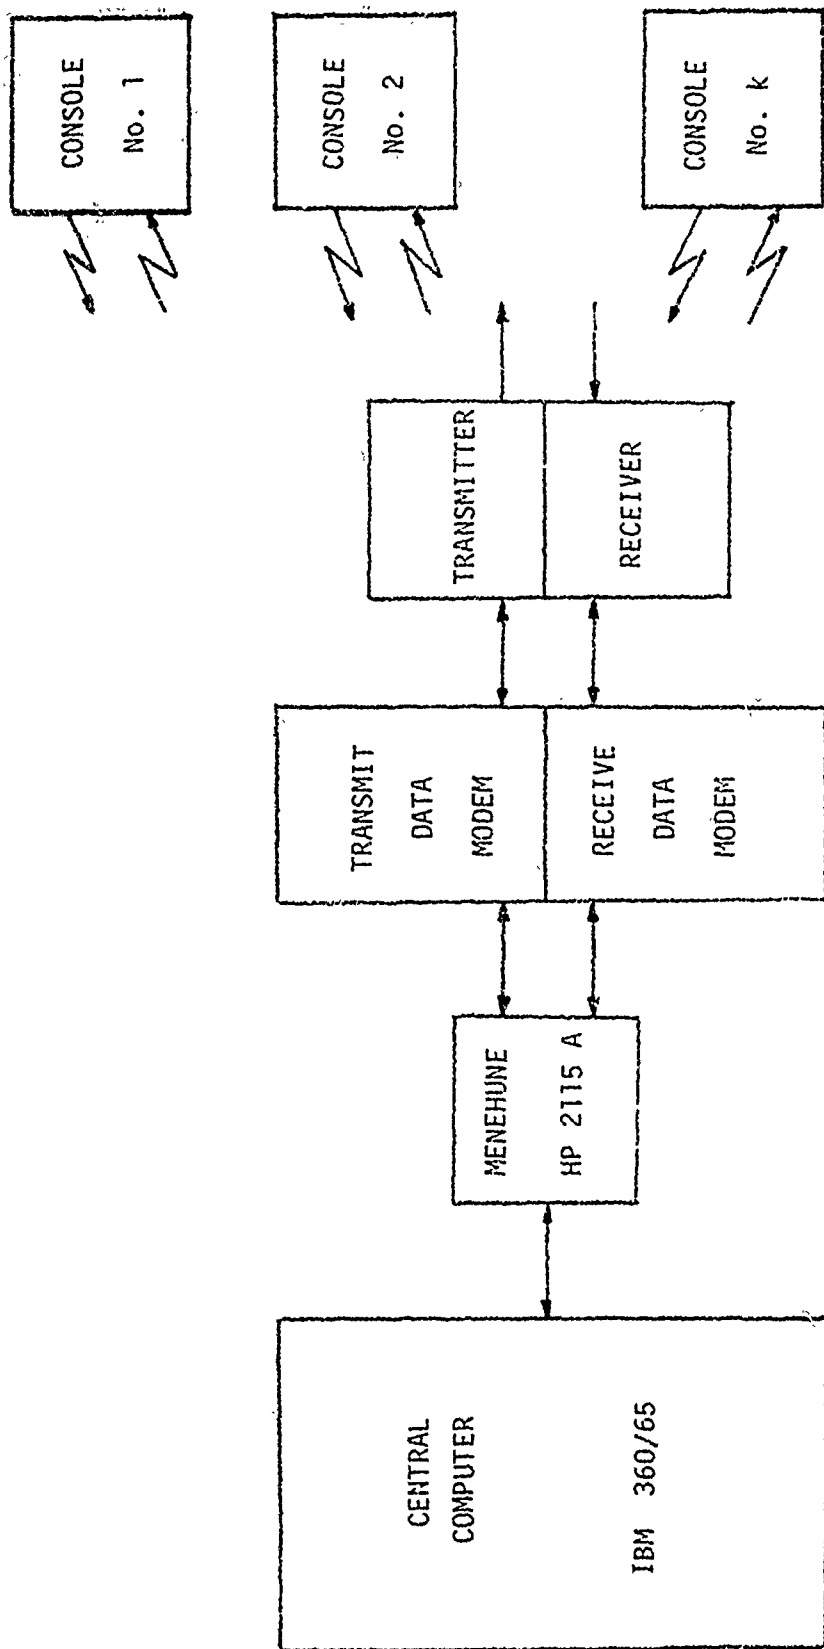 CENTRAL
COMPUTER
IBM 360/65
MENEHUNE
HP 2115 A
TRANSMIT
DATA
MODEM
RECEIVE
DATA
MODEM
TRANSMITTER
RECEIVER
CONSOLE
No. 1
CONSOLE
No. 2
CONSOLE
No. k